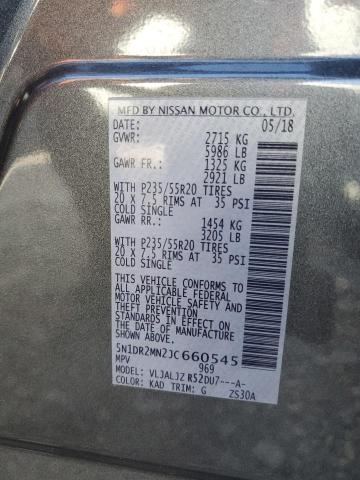 MFD BY NISSAN MOTOR CO., LTD.
DATE: 05/18
GVWR: 2715 KG
5986 LB
GAWR FR.: 1325 KG
2921 LB
WITH P235/55R20 TIRES
20 X 7.5 RIMS AT 35 PSI
COLD SINGLE
GAWR RR.: 1454 KG
3205 LB
WITH P235/55R20 TIRES
20 X 7.5 RIMS AT 35 PSI
COLD SINGLE
THIS VEHICLE CONFORMS TO
ALL APPLICABLE FEDERAL
MOTOR VEHICLE SAFETY AND
THEFT PREVENTION
STANDARDS IN EFFECT ON
THE DATE OF MANUFACTURE
SHOWN ABOVE.
5N1DR2MN2JC660545
MPV 969
MODEL: VLJALJZ R52DU7---A-
COLOR: KAD TRIM: G ZS30A